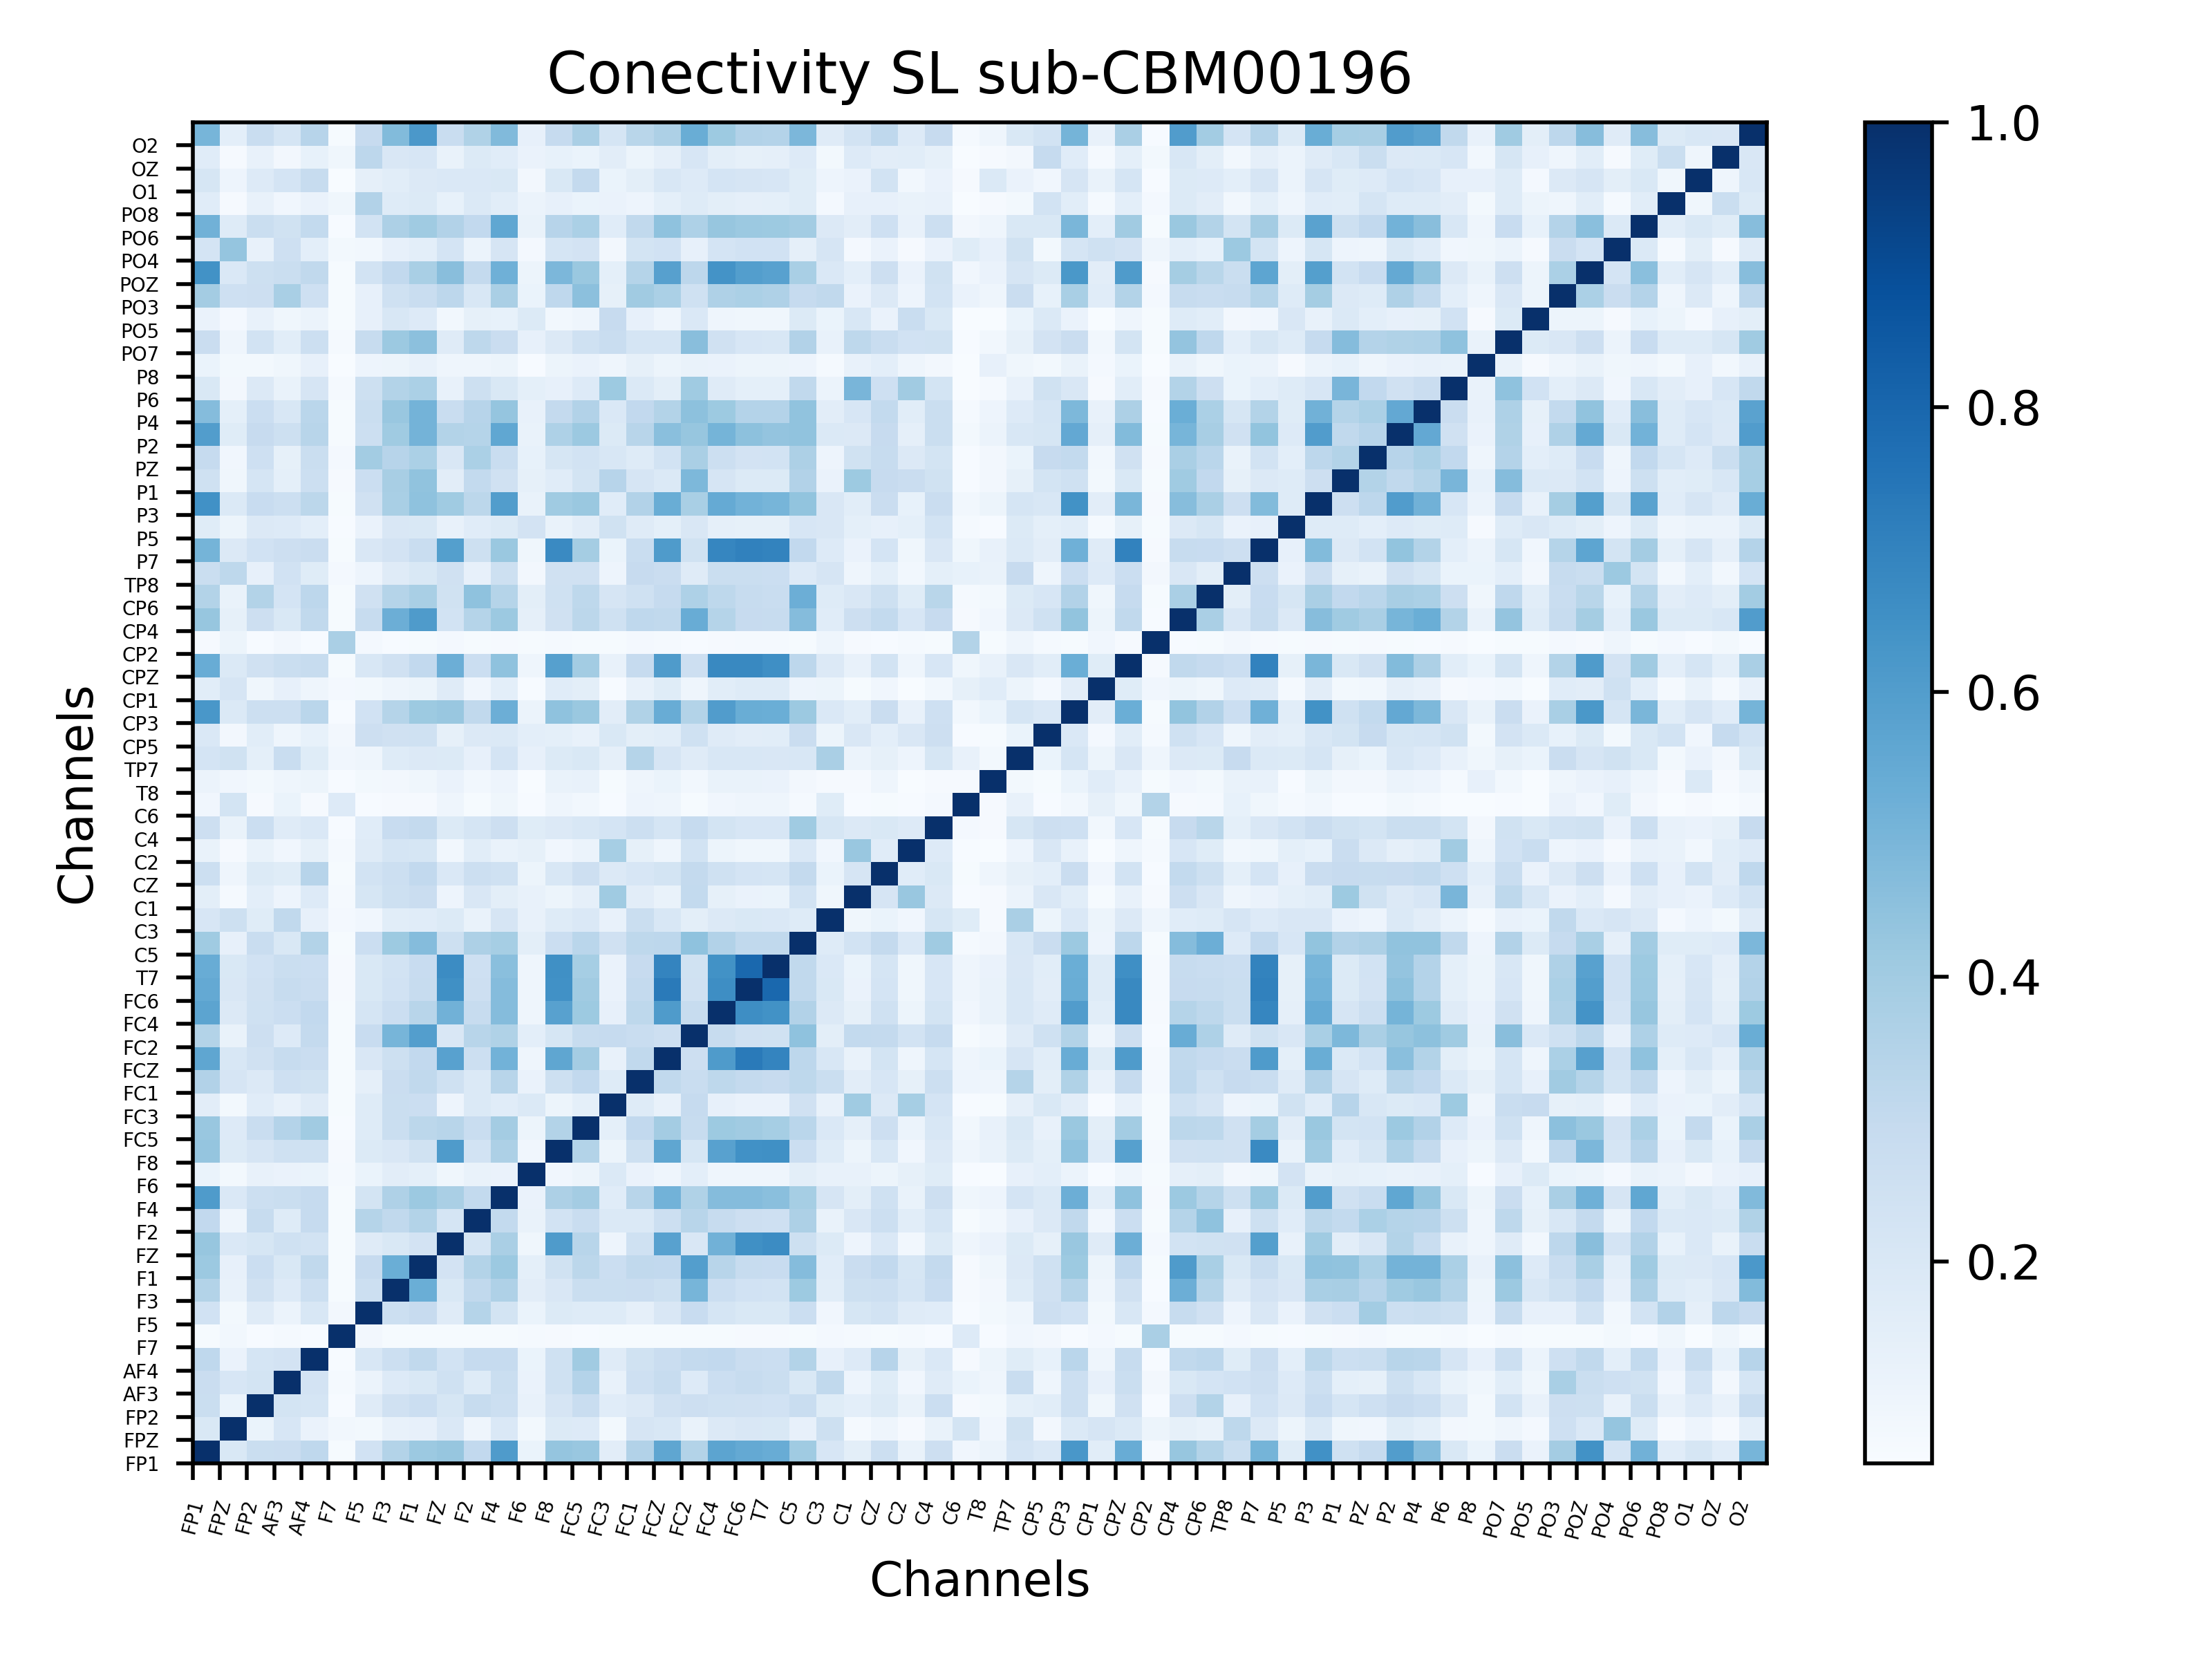 Conectivity SL sub-CBM00196
Channels
O2
OZ
O1
PO8
PO6
PO4
POZ
PO3
PO5
PO7
P8
P6
P4
P2
PZ
P1
P3
P5
P7
TP8
CP6
CP4
CP2
CPZ
CP1
CP3
CP5
TP7
T8
C6
C4
C2
CZ
C1
C3
C5
T7
FC6
FC4
FC2
FCZ
FC1
FC3
FC5
F8
F6
F4
F2
FZ
F1
F3
F5
F7
AF4
AF3
FP2
FPZ
FP1
FP1 FPZ FP2 AF3 AF4 F7 F5 F3 F1 FZ F2 F4 F6 F8 FC5 FC3 FC1 FCZ FC2 FC4 FC6 T7 C5 C3 C1 CZ C2 C4 C6 T8 TP7 CP5 CP3 CP1 CPZ CP2 CP4 CP6 TP8 P7 P5 P3 P1 PZ P2 P4 P6 P8 PO7 PO5 PO3 POZ PO4 PO6 PO8 O1 OZ O2
Channels
1.0
0.8
0.6
0.4
0.2